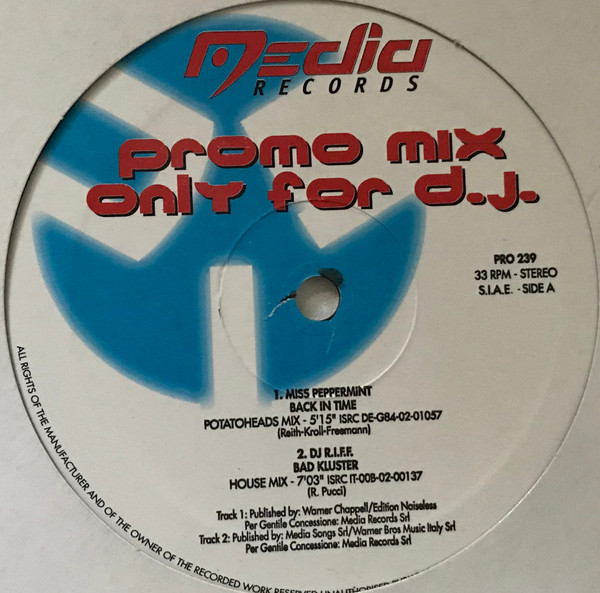 Media
RECORDS
promo mix
only for d.j.
PRO 239
33 RPM - STEREO
S.I.A.E. - SIDE A
1. MISS PEPPERMiNT
BACK IN TIME
POTATOHEADS MIX - 5'15" ISRC DE-G84-02-01057
(Reith-Kroll-Freemann)
2. DJ R.I.F.F.
BAD KLUSTER
HOUSE MIX - 7'03" ISRC IT-00B-02-00137
(R. Pucci)
Track 1: Published by: Warner Chappell/Edition Noiseless
Per Gentile Concessione: Media Records Srl
Track 2: Published by: Media Songs Srl/Warner Bros Music Italy Srl
Per Gentile Concessione: Media Records Srl
ALL RIGHTS OF THE MANUFACTURER AND OF THE OWNER OF THE RECORDED WORK RESERVED